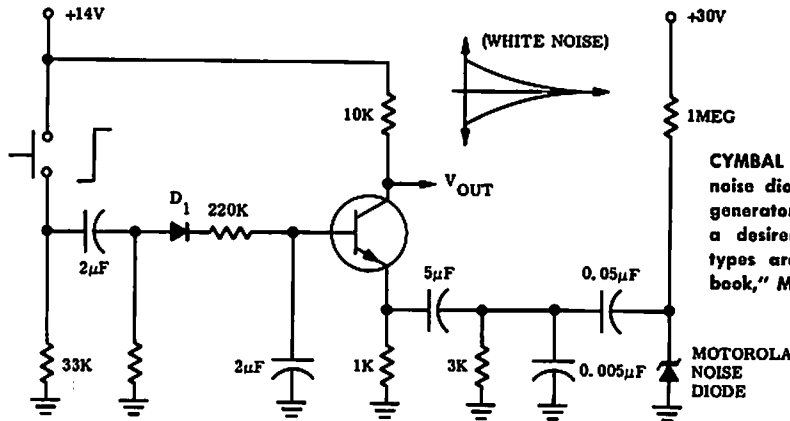 +14V
+30V
(WHITE NOISE)
10K
1MEG
V OUT
D1
220K
2µF
5µF
0.05µF
33K
2µF
1K
3K
0.005µF
MOTOROLA
NOISE
DIODE
CYMBAL
noise dio
generator
a desire
types ar
book," M